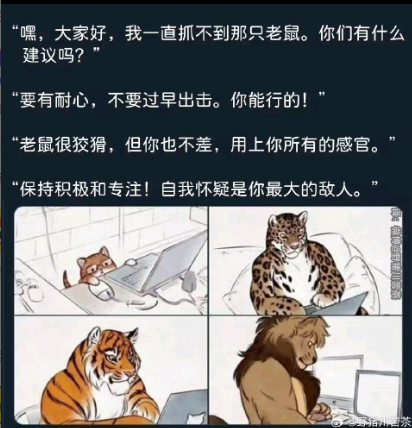 “嘿，大家好，我一直抓不到那只老鼠。你们有什么
建议吗？”
“要有耐心，不要过早出击。你能行的！”
“老鼠很狡猾，但你也不差，用上你所有的感官。”
“保持积极和专注！自我怀疑是你最大的敌人。”